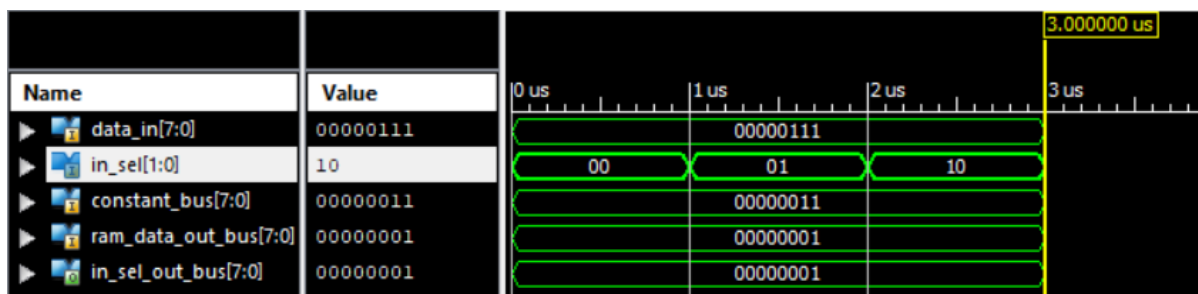 3.000000 us
Name Value 0 us 1 us 2 us 3 us
data_in[7:0] 00000111 00000111
in_sel[1:0] 10 00 01 10
constant_bus[7:0] 00000011 00000011
ram_data_out_bus[7:0] 00000001 00000001
in_sel_out_bus[7:0] 00000001 00000001